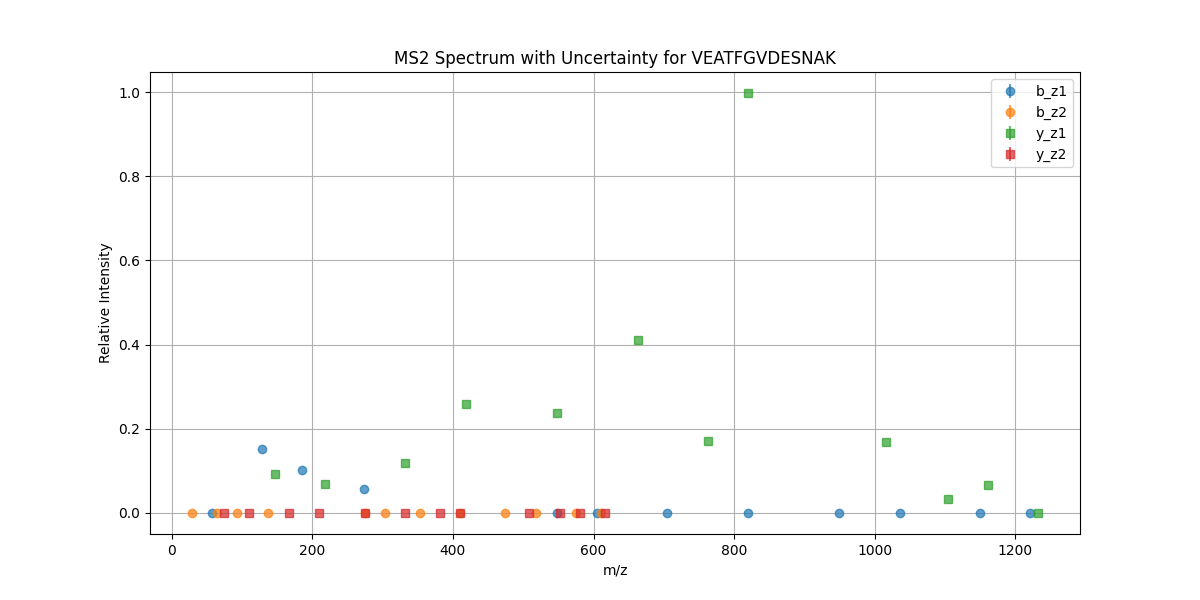 MS2 Spectrum with Uncertainty for VEATFGVDESNAK
1.0
0.8
0.6
0.4
0.2
0.0
Relative Intensity
b_z1
b_z2
y_z1
y_z2
0 200 400 600 800 1000 1200
m/z